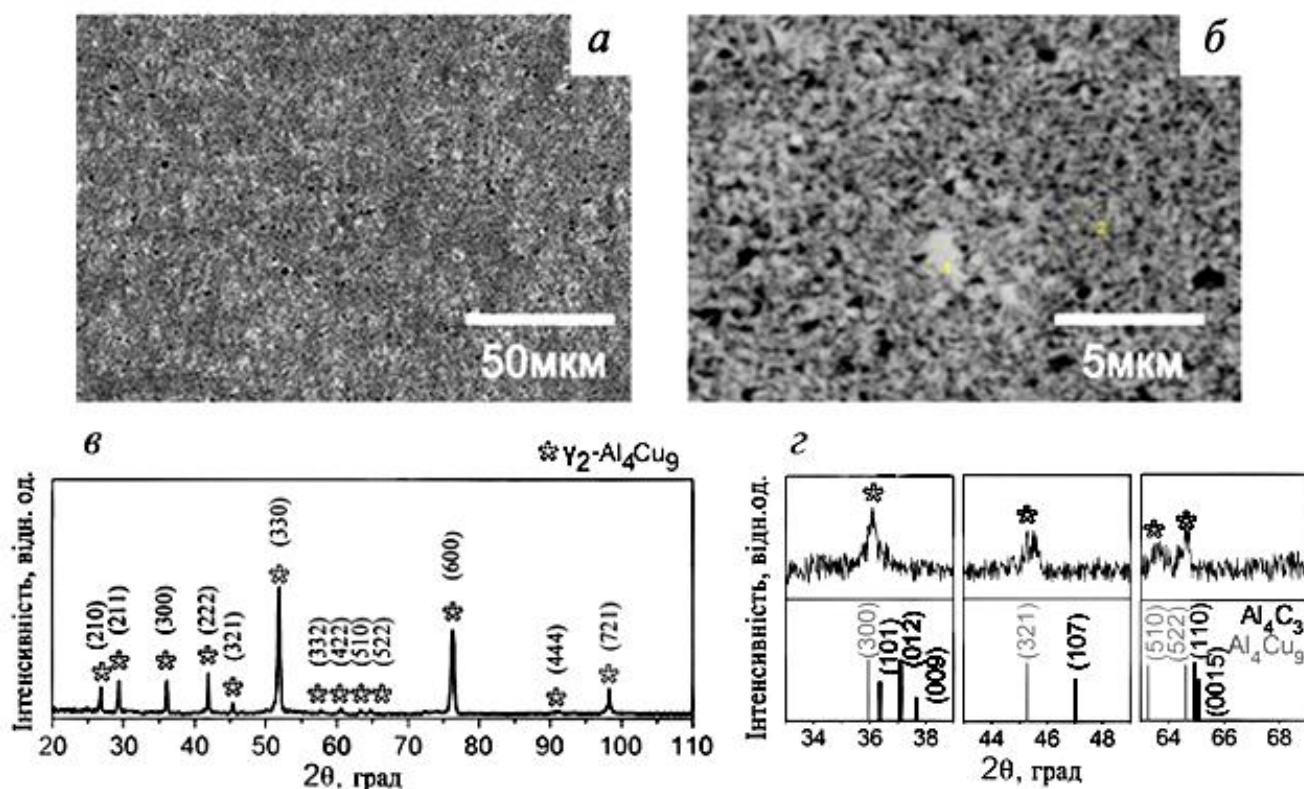 а
50мкм
б
1
2
5мкм
в
☆ γ₂-Al₄Cu₉
Інтенсивність, відн. од.
(210)
(211)
(300)
(222)
(321)
(330)
(332)
(422)
(510)
(522)
(600)
(444)
(721)
20 30 40 50 60 70 80 90 100 110
2θ, град
г
Інтенсивність, відн.од.
(300)
(101)
(012)
(009)
(321)
(107)
(510)
(522)
(110)
(0015)
Al₄C₃
Al₄Cu₉
34 36 38 44 46 48 64 66 68
2θ, град